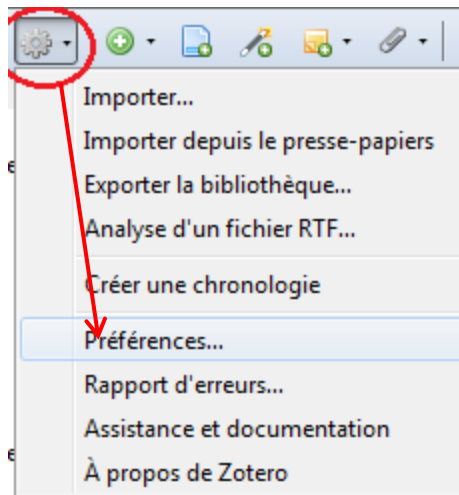 Importer...
Importer depuis le presse-papiers
Exporter la bibliothèque...
Analyse d'un fichier RTF...
Créer une chronologie
Préférences...
Rapport d'erreurs...
Assistance et documentation
À propos de Zotero